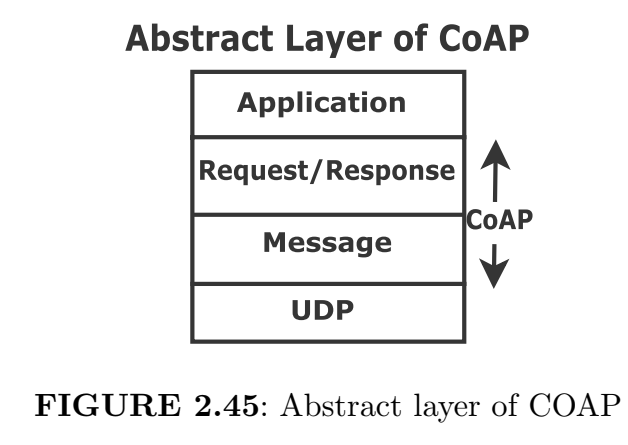 Abstract Layer of CoAP
Application
Request/Response
CoAP
Message
UDP
FIGURE 2.45: Abstract layer of COAP